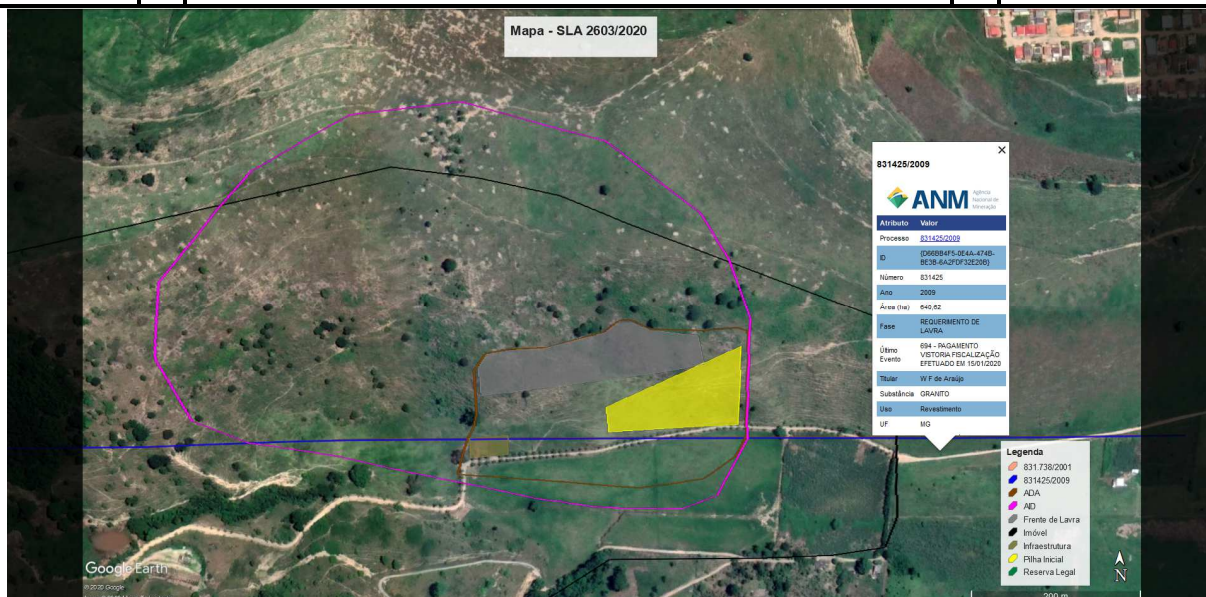 Mapa - SLA 2603/2020
831425/2009
ANM Agência
Nacional de
Mineração
Atributo Valor
Processo 831425/2009
ID {D66BB4F5-0E4A-474B-
BE3B-6A2FDF32E20B}
Número 831425
Ano 2009
Área (ha) 640,62
Fase REQUERIMENTO DE
LAVRA
Último
Evento 694 - PAGAMENTO
VISTORIA FISCALIZAÇÃO
EFETUADO EM 15/01/2020
Titular W F de Araújo
Substância GRANITO
Uso Revestimento
UF MG
Legenda
831.738/2001
831425/2009
ADA
AID
Frente de Lavra
Imóvel
Infraestrutura
Pilha Inicial
Reserva Legal
Google Earth
© 2020 Google
N
200 m